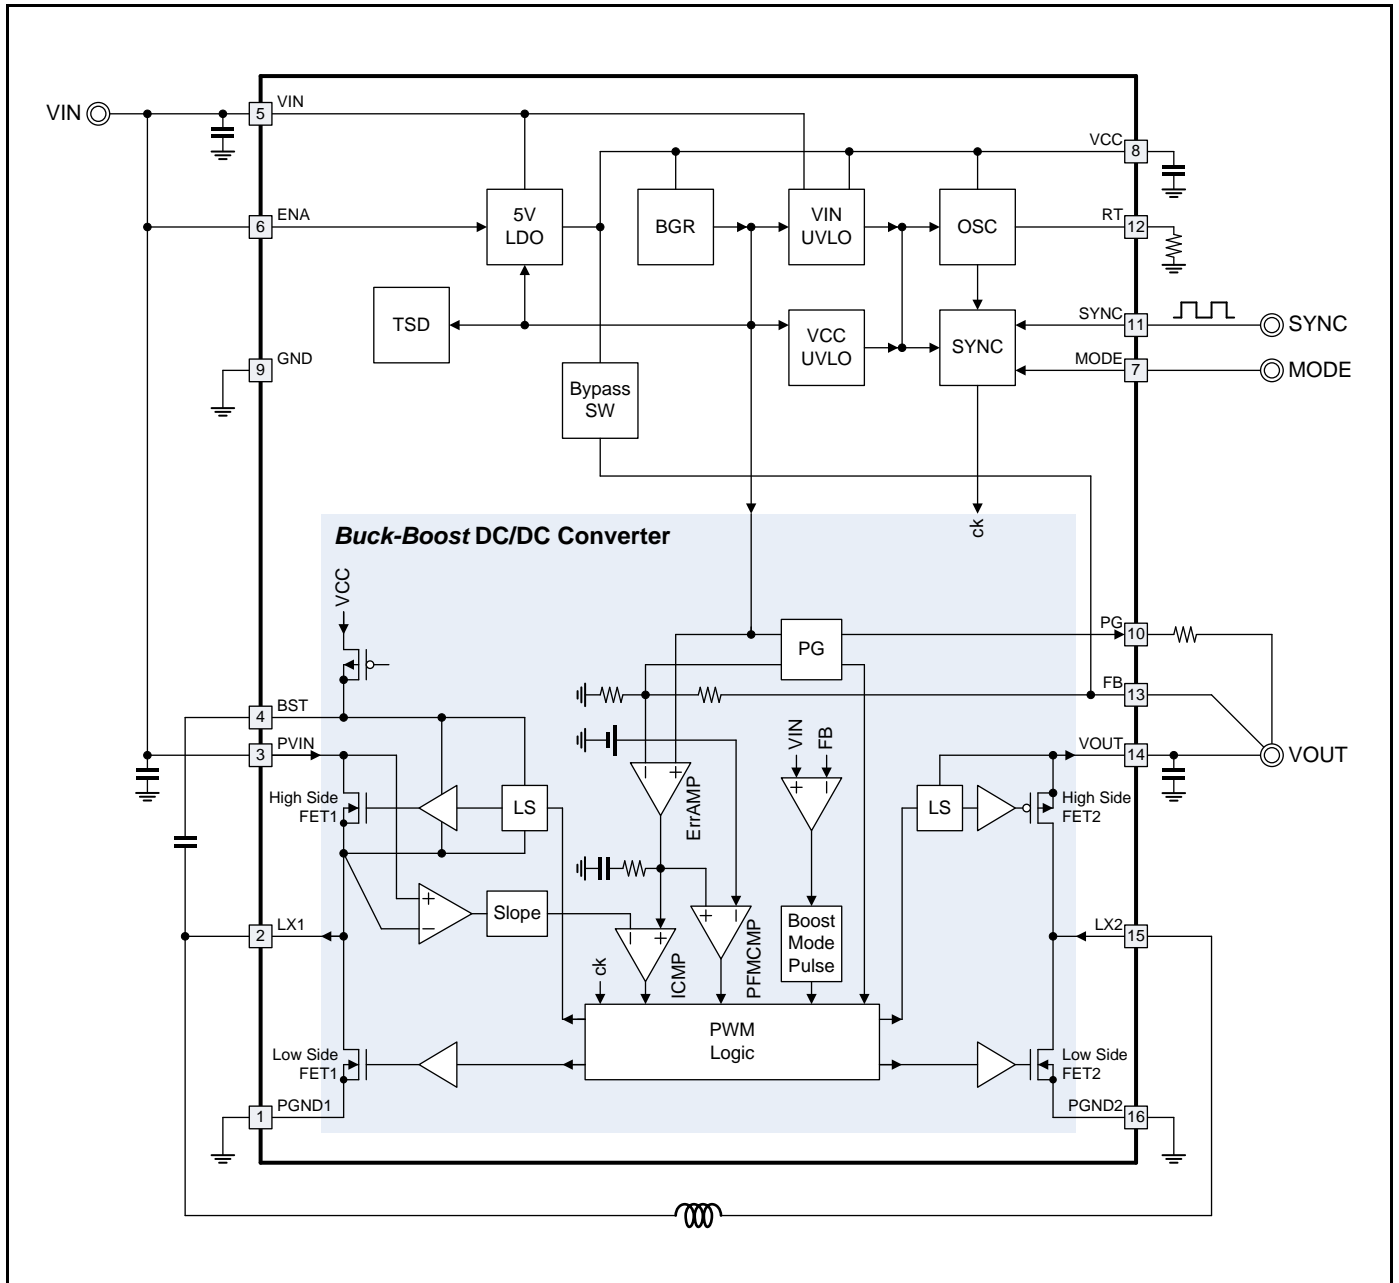 VIN
5
VIN
VCC
8
6
ENA
5V
LDO
BGR
VIN
UVLO
OSC
RT
12
TSD
VCC
UVLO
SYNC
SYNC
11
SYNC
9
GND
MODE
7
MODE
Bypass
SW
ck
Buck-Boost DC/DC Converter
VCC
PG
PG
10
FB
13
4
BST
3
PVIN
VIN
FB
VOUT
14
VOUT
High Side
FET1
LS
-
+
ErrAMP
+
-
LS
High Side
FET2
+
-
Slope
2
LX1
-
+
ICMP
+
-
PFMCMP
Boost
Mode
Pulse
LX2
15
ck
PWM
Logic
Low Side
FET1
Low Side
FET2
1
PGND1
PGND2
16